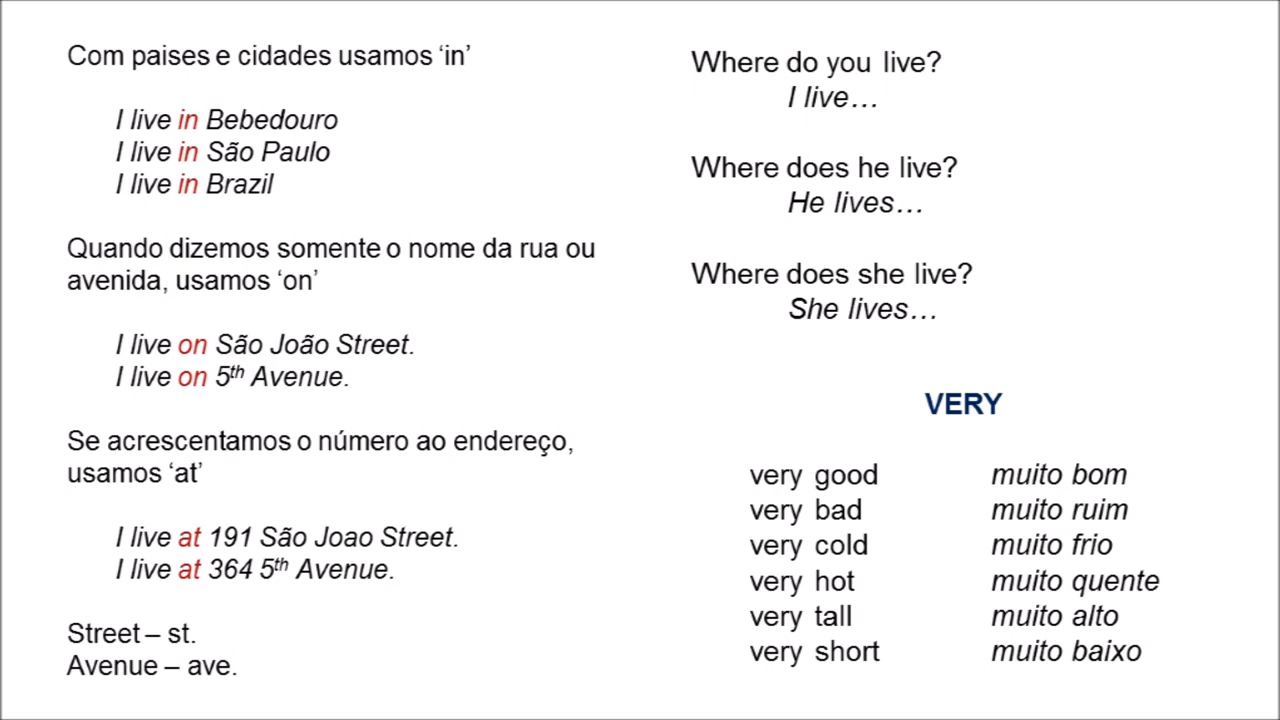 Com paises e cidades usamos ‘in’
I live in Bebedouro
I live in São Paulo
I live in Brazil
Quando dizemos somente o nome da rua ou
avenida, usamos ‘on’
I live on São João Street.
I live on 5th Avenue.
Se acrescentamos o número ao endereço,
usamos ‘at’
I live at 191 São Joao Street.
I live at 364 5th Avenue.
Street – st.
Avenue – ave.
Where do you live?
I live…
Where does he live?
He lives…
Where does she live?
She lives…
VERY
very good muito bom
very bad muito ruim
very cold muito frio
very hot muito quente
very tall muito alto
very short muito baixo